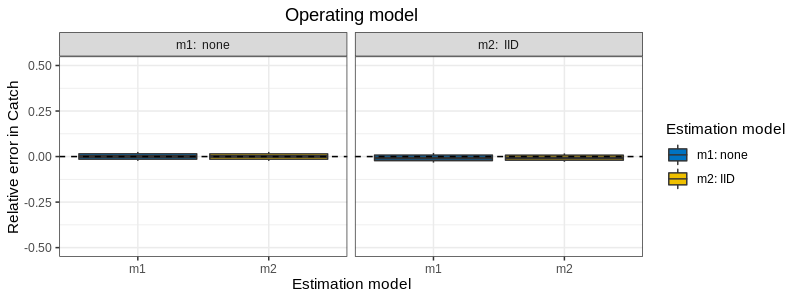 Operating model
m1: none
m2: IID
Relative error in Catch
0.50
0.25
0.00
-0.25
-0.50
m1
m2
m1
m2
Estimation model
Estimation model
m1: none
m2: IID